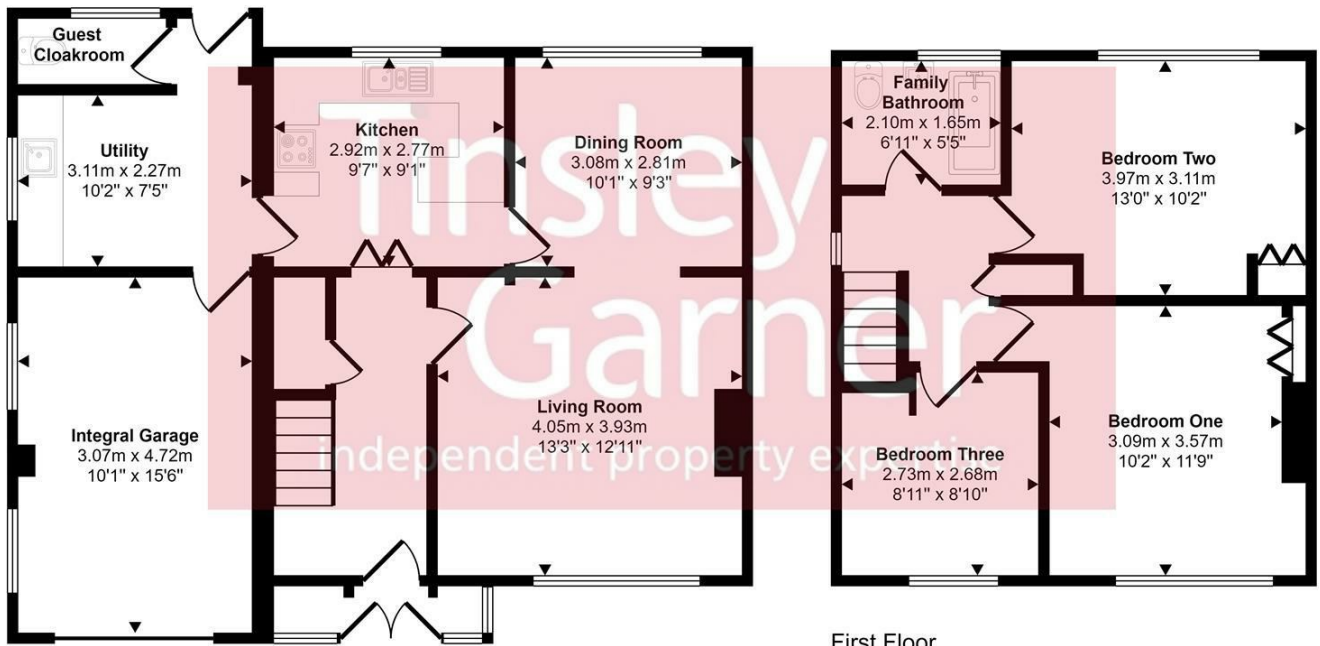 Guest
Cloakroom
Utility
3.11m x 2.27m
10'2" x 7'5"
Kitchen
2.92m x 2.77m
9'7" x 9'1"
Dining Room
3.08m x 2.81m
10'1" x 9'3"
Integral Garage
3.07m x 4.72m
10'1" x 15'6"
Living Room
4.05m x 3.93m
13'3" x 12'11"
Family
Bathroom
2.10m x 1.65m
6'11" x 5'5"
Bedroom Two
3.97m x 3.11m
13'0" x 10'2"
Bedroom One
3.09m x 3.57m
10'2" x 11'9"
Bedroom Three
2.73m x 2.68m
8'11" x 8'10"
First Floor
Tinsley
Garner
independent property expertise